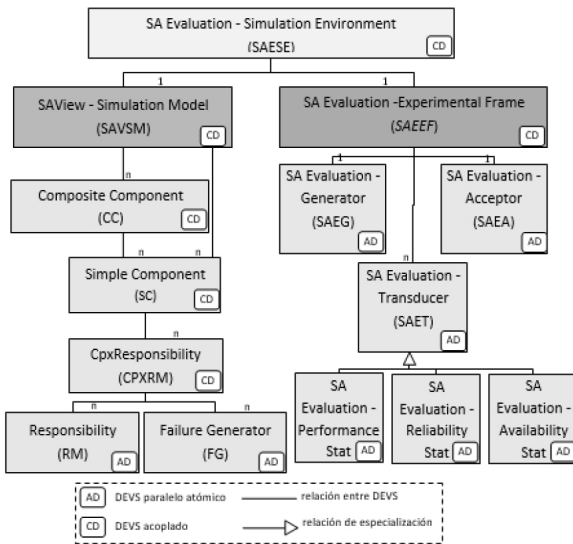 SA Evaluation - Simulation Environment
(SAESE)
CD
1
1
SAView - Simulation Model
(SAVSM)
CD
SA Evaluation -Experimental Frame
(SAEEF)
CD
n
1
1
Composite Component
(CC)
CD
SA Evaluation -
Generator
(SAEG)
AD
SA Evaluation -
Acceptor
(SAEA)
AD
n
n
n
Simple Component
(SC)
CD
SA Evaluation -
Transducer
(SAET)
AD
n
CpxResponsibility
(CPXRM)
CD
n
n
Responsibility
(RM)
AD
Failure Generator
(FG)
AD
SA
Evaluation -
Performance
Stat
AD
SA
Evaluation -
Reliability
Stat
AD
SA
Evaluation -
Availability
Stat
AD
AD DEVS paralelo atómico relación entre DEVS
CD DEVS acoplado relación de especialización